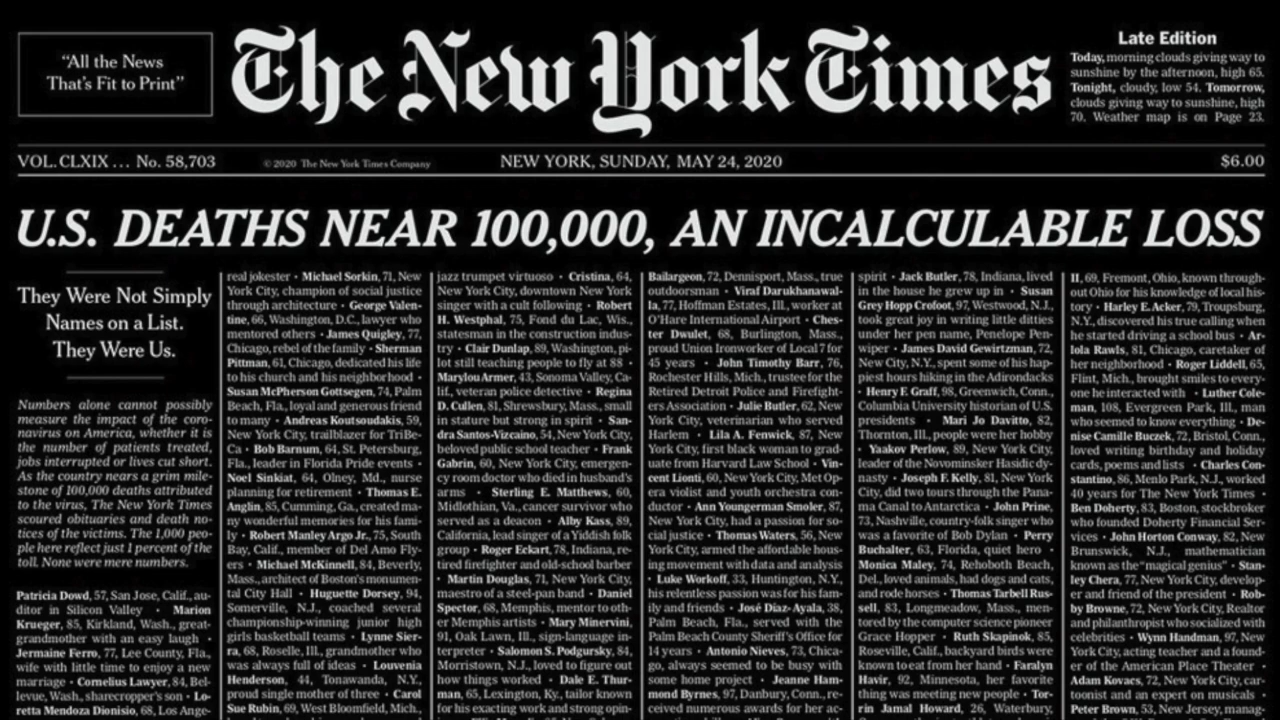 “All the News
That’s Fit to Print”
The New York Times
Late Edition
Today, morning clouds giving way to
sunshine by the afternoon, high 65.
Tonight, cloudy, low 54. Tomorrow,
clouds giving way to sunshine, high
70. Weather map is on Page 23.
VOL. CLXIX ... No. 58,703
© 2020 The New York Times Company
NEW YORK, SUNDAY, MAY 24, 2020
$6.00
U.S. DEATHS NEAR 100,000, AN INCALCULABLE LOSS
They Were Not Simply
Names on a List.
They Were Us.
Numbers alone cannot possibly
measure the impact of the coro-
navirus on America, whether it is
the number of patients treated,
jobs interrupted or lives cut short.
As the country nears a grim mile-
stone of 100,000 deaths attributed
to the virus, The New York Times
scoured obituaries and death no-
tices of the victims. The 1,000 peo-
ple here reflect just 1 percent of the
toll. None were mere numbers.
Patricia Dowd, 57, San Jose, Calif., au-
ditor in Silicon Valley • Marion
Krueger, 85, Kirkland, Wash., great-
grandmother with an easy laugh •
Jermaine Ferro, 77, Lee County, Fla.,
wife with little time to enjoy a new
marriage • Cornelius Lawyer, 84, Bel-
levue, Wash., sharecropper’s son • Lo-
retta Mendoza Dionisio, 68, Los Ange-
real jokester • Michael Sorkin, 71, New
York City, champion of social justice
through architecture • George Valen-
tine, 66, Washington, D.C., lawyer who
mentored others • James Quigley, 77,
Chicago, rebel of the family • Sherman
Pittman, 61, Chicago, dedicated his life
to his church and his neighborhood •
Susan McPherson Gottsegen, 74, Palm
Beach, Fla., loyal and generous friend
to many • Andreas Koutsoudakis, 59,
New York City, trailblazer for TriBe-
Ca • Bob Barnum, 64, St. Petersburg,
Fla., leader in Florida Pride events •
Noel Sinkiat, 64, Olney, Md., nurse
planning for retirement • Thomas E.
Anglin, 85, Cumming, Ga., created ma-
ny wonderful memories for his fami-
ly • Robert Manley Argo Jr., 75, South
Bay, Calif., member of Del Amo Fly-
ers • Michael McKinnell, 84, Beverly,
Mass., architect of Boston’s monumen-
tal City Hall • Huguette Dorsey, 94,
Somerville, N.J., coached several
championship-winning junior high
girls basketball teams • Lynne Sier-
ra, 68, Roselle, Ill., grandmother who
was always full of ideas • Louvenia
Henderson, 44, Tonawanda, N.Y.,
proud single mother of three • Carol
Sue Rubin, 69, West Bloomfield, Mich.,
jazz trumpet virtuoso • Cristina, 64,
New York City, downtown New York
singer with a cult following • Robert
H. Westphal, 75, Fond du Lac, Wis.,
statesman in the construction indus-
try • Clair Dunlap, 89, Washington, pi-
lot still teaching people to fly at 88 •
Marylou Armer, 43, Sonoma Valley, Ca-
lif., veteran police detective • Regina
D. Cullen, 81, Shrewsbury, Mass., small
in stature but strong in spirit • San-
dra Santos-Vizcaino, 54, New York City,
beloved public school teacher • Frank
Gabrin, 60, New York City, emergen-
cy room doctor who died in husband’s
arms • Sterling E. Matthews, 60,
Midlothian, Va., cancer survivor who
served as a deacon • Alby Kass, 89,
California, lead singer of a Yiddish folk
group • Roger Eckart, 78, Indiana, re-
tired firefighter and old-school barber
• Martin Douglas, 71, New York City,
maestro of a steel-pan band • Daniel
Spector, 68, Memphis, mentor to oth-
er Memphis artists • Mary Minervini,
91, Oak Lawn, Ill., sign-language in-
terpreter • Salomon S. Podgursky, 84,
Morristown, N.J., loved to figure out
how things worked • Dale E. Thur-
man, 65, Lexington, Ky., tailor known
for his exacting work and strong opin-
Bailargeon, 72, Dennisport, Mass., true
outdoorsman • Viraf Darukhanawal-
la, 77, Hoffman Estates, Ill., worker at
O’Hare International Airport • Ches-
ter Dwulet, 68, Burlington, Mass.,
proud Union Ironworker of Local 7 for
45 years • John Timothy Barr, 76,
Rochester Hills, Mich., trustee for the
Retired Detroit Police and Firefight-
ers Association • Julie Butler, 62, New
York City, veterinarian who served
Harlem • Lila A. Fenwick, 87, New
York City, first black woman to grad-
uate from Harvard Law School • Vin-
cent Lionti, 60, New York City, Met Op-
era violist and youth orchestra con-
ductor • Ann Youngerman Smoler, 87,
New York City, had a passion for so-
cial justice • Thomas Waters, 56, New
York City, armed the affordable hous-
ing movement with data and analysis
• Luke Workoff, 33, Huntington, N.Y.,
his relentless passion was for his fam-
ily and friends • José Díaz-Ayala, 38,
Palm Beach, Fla., served with the
Palm Beach County Sheriff’s Office for
14 years • Antonio Nieves, 73, Chica-
go, always seemed to be busy with
some home project • Jeanne Ham-
mond Byrnes, 97, Danbury, Conn., re-
ceived numerous awards for her ac-
spirit • Jack Butler, 78, Indiana, lived
in the house he grew up in • Susan
Grey Hopp Crofoot, 97, Westwood, N.J.,
took great joy in writing little ditties
under her pen name, Penelope Pen-
wiper • James David Gewirtzman, 72,
New City, N.Y., spent some of his hap-
piest hours hiking in the Adirondacks
• Henry F. Graff, 98, Greenwich, Conn.,
Columbia University historian of U.S.
presidents • Mari Jo Davitto, 82,
Thornton, Ill., people were her hobby
• Yaakov Perlow, 89, New York City,
leader of the Novominsker Hasidic dy-
nasty • Joseph F. Kelly, 81, New York
City, did two tours through the Pana-
ma Canal to Antarctica • John Prine,
73, Nashville, country-folk singer who
was a favorite of Bob Dylan • Perry
Buchalter, 63, Florida, quiet hero •
Monica Maley, 74, Rehoboth Beach,
Del., loved animals, had dogs and cats,
and rode horses • Thomas Tarbell Rus-
sell, 83, Longmeadow, Mass., men-
tored by the computer science pioneer
Grace Hopper • Ruth Skapinok, 85,
Roseville, Calif., backyard birds were
known to eat from her hand • Faralyn
Havir, 92, Minnesota, her favorite
thing was meeting new people • Tor-
rin Jamal Howard, 26, Waterbury,
II, 69, Fremont, Ohio, known through-
out Ohio for his knowledge of local his-
tory • Harley E. Acker, 79, Troupsburg,
N.Y., discovered his true calling when
he started driving a school bus • Ar-
lola Rawls, 81, Chicago, caretaker of
her neighborhood • Roger Liddell, 65,
Flint, Mich., brought smiles to every-
one he interacted with • Luther Cole-
man, 108, Evergreen Park, Ill., man
who seemed to know everything • De-
nise Camille Buczek, 72, Bristol, Conn.,
loved writing birthday and holiday
cards, poems and lists • Charles Con-
stantino, 86, Menlo Park, N.J., worked
40 years for The New York Times •
Ben Doherty, 83, Boston, stockbroker
who founded Doherty Financial Ser-
vices • John Horton Conway, 82, New
Brunswick, N.J., mathematician
known as the “magical genius” • Stan-
ley Chera, 77, New York City, develop-
er and friend of the president • Rob-
by Browne, 72, New York City, Realtor
and philanthropist who socialized with
celebrities • Wynn Handman, 97, New
York City, acting teacher and a found-
er of the American Place Theater •
Adam Kovacs, 72, New York City, car-
toonist and an expert on musicals •
Peter Brown, 53, New Jersey, manag-